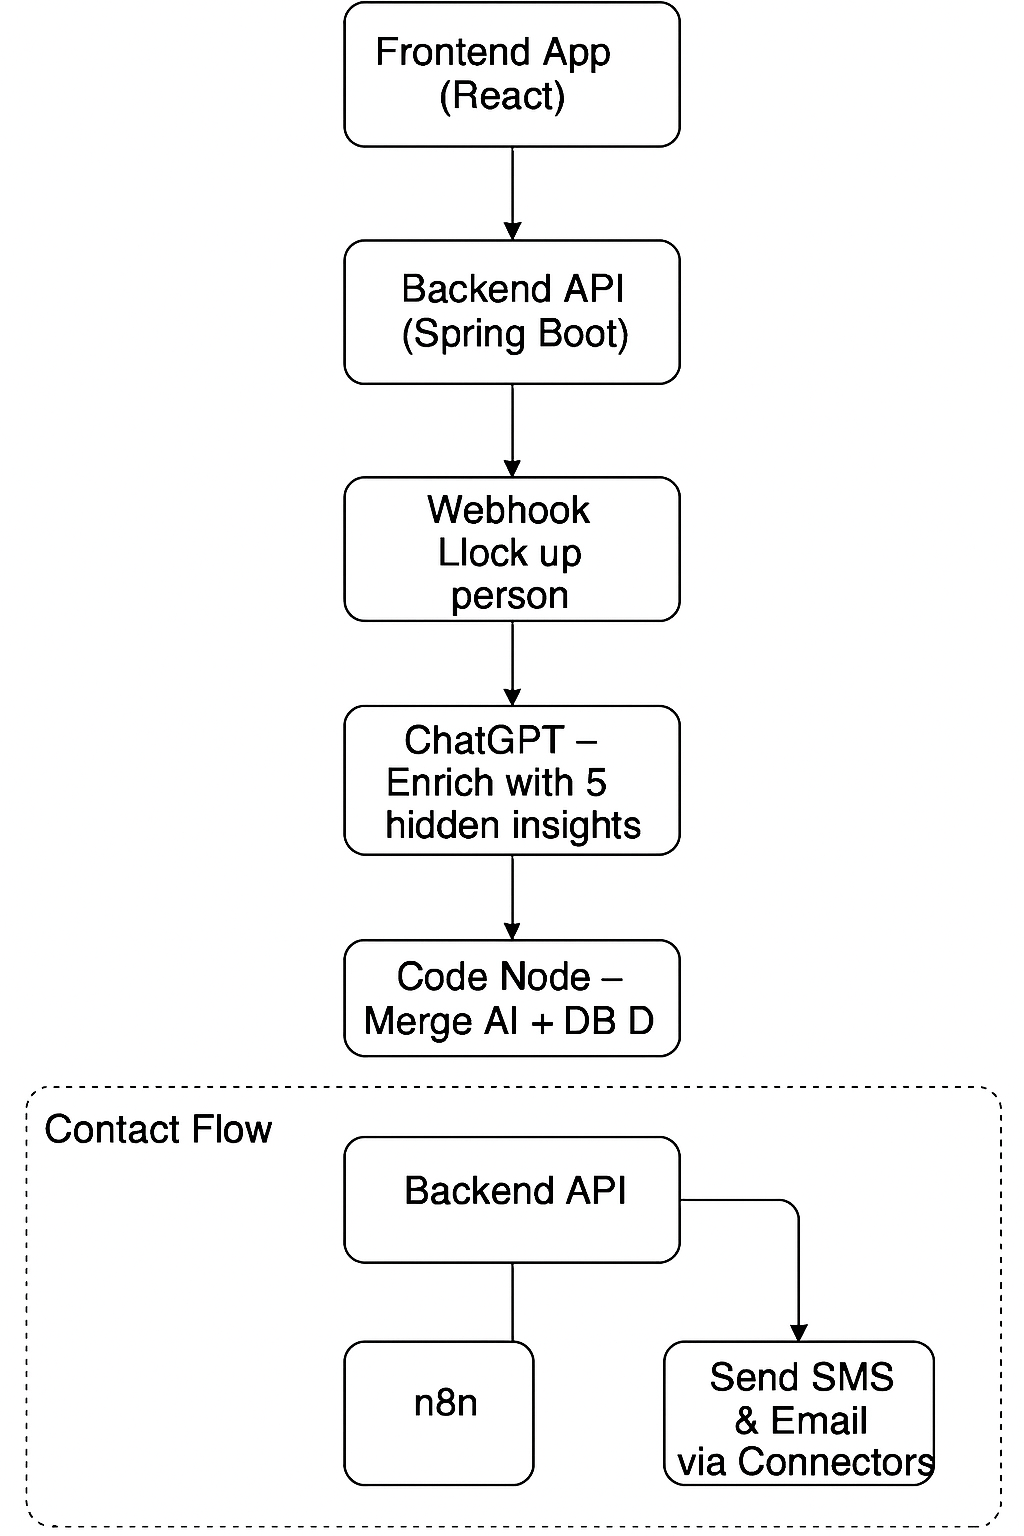 Frontend App
(React)
Backend API
(Spring Boot)
Webhook
Llock up
person
ChatGPT –
Enrich with 5
hidden insights
Code Node –
Merge AI + DB D
Contact Flow
Backend API
n8n
Send SMS
& Email
via Connectors